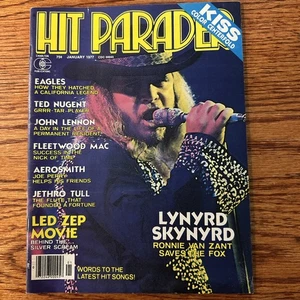 HIT PARADER
KISS
COLOR CENTERFOLD
75¢ JANUARY 1977
EAGLES
HOW THEY HATCHED
A CALIFORNIA LEGEND
TED NUGENT
GRRR-TAR PLAYER
JOHN LENNON
A DAY IN THE LIFE OF A
PERMANENT RESIDENT
FLEETWOOD MAC
SUCCESS IN THE
NICK OF TIME
AEROSMITH
JOE PERRY
HELPS HIS FRIENDS
JETHRO TULL
THE FLUTE THAT
FOUNDED A FORTUNE
LED ZEP
MOVIE
BEHIND THE
SILVER SCREAM
LYNYRD
SKYNYRD
RONNIE VAN ZANT
SAVES THE FOX
WORDS TO THE
LATEST HIT SONGS!